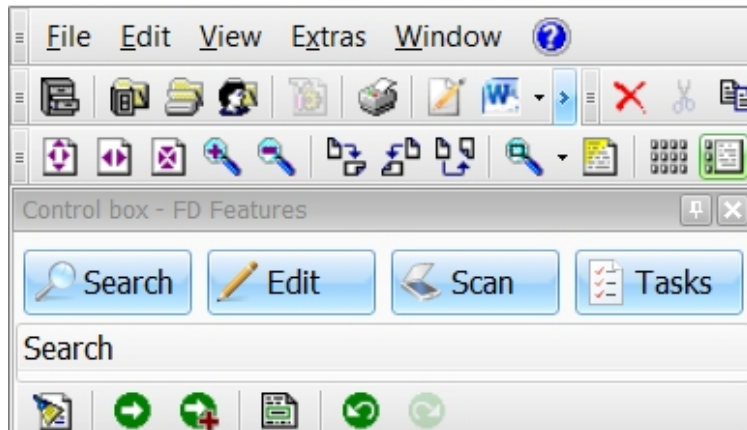 File Edit View Extras Window
W
Control box - FD Features
Search Edit Scan Tasks
Search